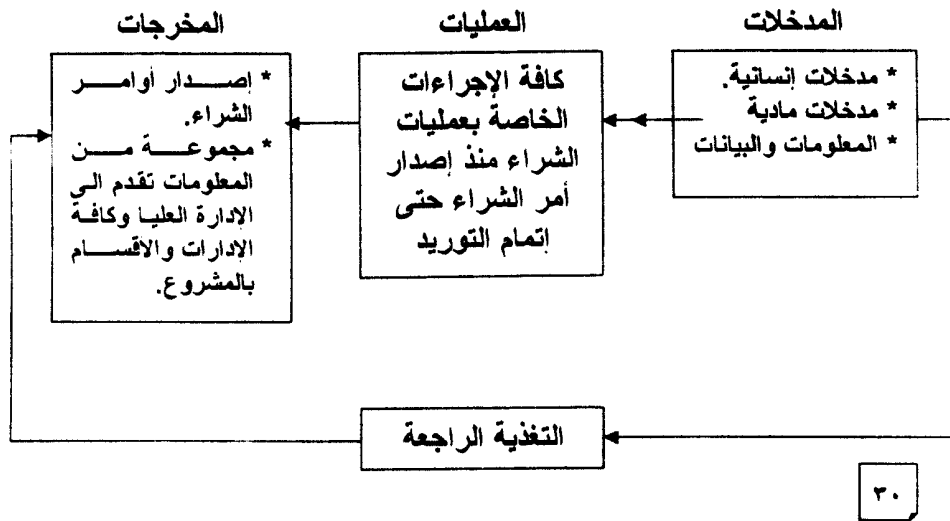 المدخلات
* مدخلات إنسانية.
* مدخلات مادية
* المعلومات والبيانات
العمليات
كافة الإجراءات
الخاصة بعمليات
الشراء منذ إصدار
أمر الشراء حتى
إتمام التوريد
المخرجات
* إصدار أوامر
الشراء.
* مجموعة من
المعلومات تقدم الى
الإدارة العليا وكافة
الإدارات والأقسام
بالمشروع.
التغذية الراجعة
٣٠